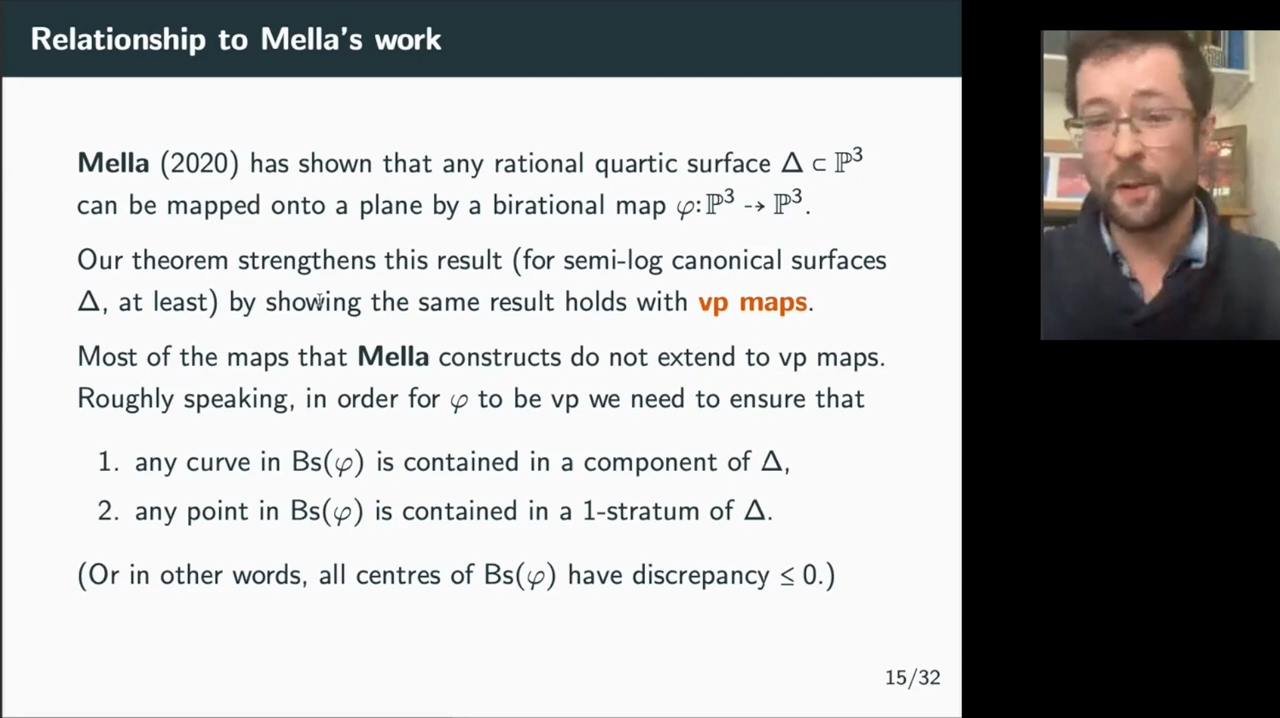 Relationship to Mella's work
Mella (2020) has shown that any rational quartic surface Δ ⊂ ℙ³
can be mapped onto a plane by a birational map φ: ℙ³ ⇢ ℙ³.
Our theorem strengthens this result (for semi-log canonical surfaces
Δ, at least) by showing the same result holds with vp maps.
Most of the maps that Mella constructs do not extend to vp maps.
Roughly speaking, in order for φ to be vp we need to ensure that
1. any curve in Bs(φ) is contained in a component of Δ,
2. any point in Bs(φ) is contained in a 1-stratum of Δ.
(Or in other words, all centres of Bs(φ) have discrepancy ≤ 0.)
15/32